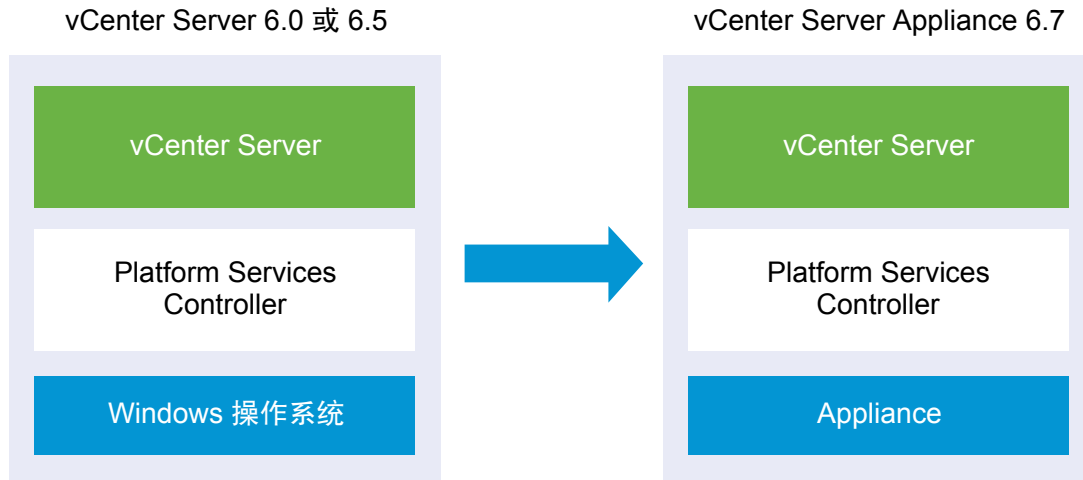 vCenter Server 6.0 或 6.5
vCenter Server
Platform Services
Controller
Windows 操作系统
vCenter Server Appliance 6.7
vCenter Server
Platform Services
Controller
Appliance